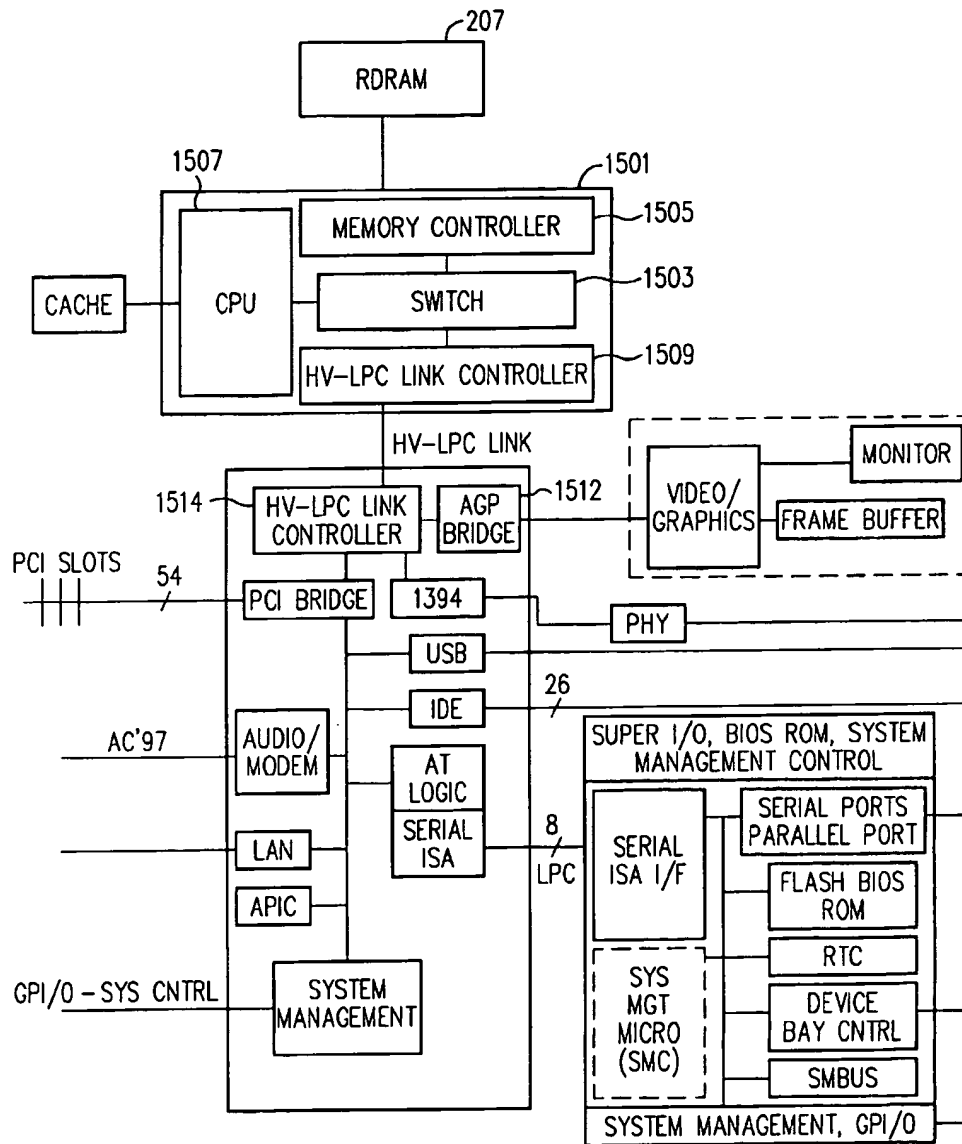 207
RDRAM
1507
1501
MEMORY CONTROLLER
1505
CACHE
CPU
SWITCH
1503
HV-LPC LINK CONTROLLER
1509
HV-LPC LINK
1514
HV-LPC LINK
CONTROLLER
AGP
BRIDGE
1512
VIDEO/
GRAPHICS
MONITOR
FRAME BUFFER
PCI SLOTS
54
PCI BRIDGE
1394
PHY
USB
IDE
26
AC'97
AUDIO/
MODEM
AT
LOGIC
SERIAL
ISA
8
LPC
LAN
APIC
GPI/O-SYS CNTRL
SYSTEM
MANAGEMENT
SUPER I/O, BIOS ROM, SYSTEM
MANAGEMENT CONTROL
SERIAL
ISA I/F
SERIAL PORTS
PARALLEL PORT
FLASH BIOS
ROM
RTC
SYS
MGT
MICRO
(SMC)
DEVICE
BAY CNTRL
SMBUS
SYSTEM MANAGEMENT, GPI/O